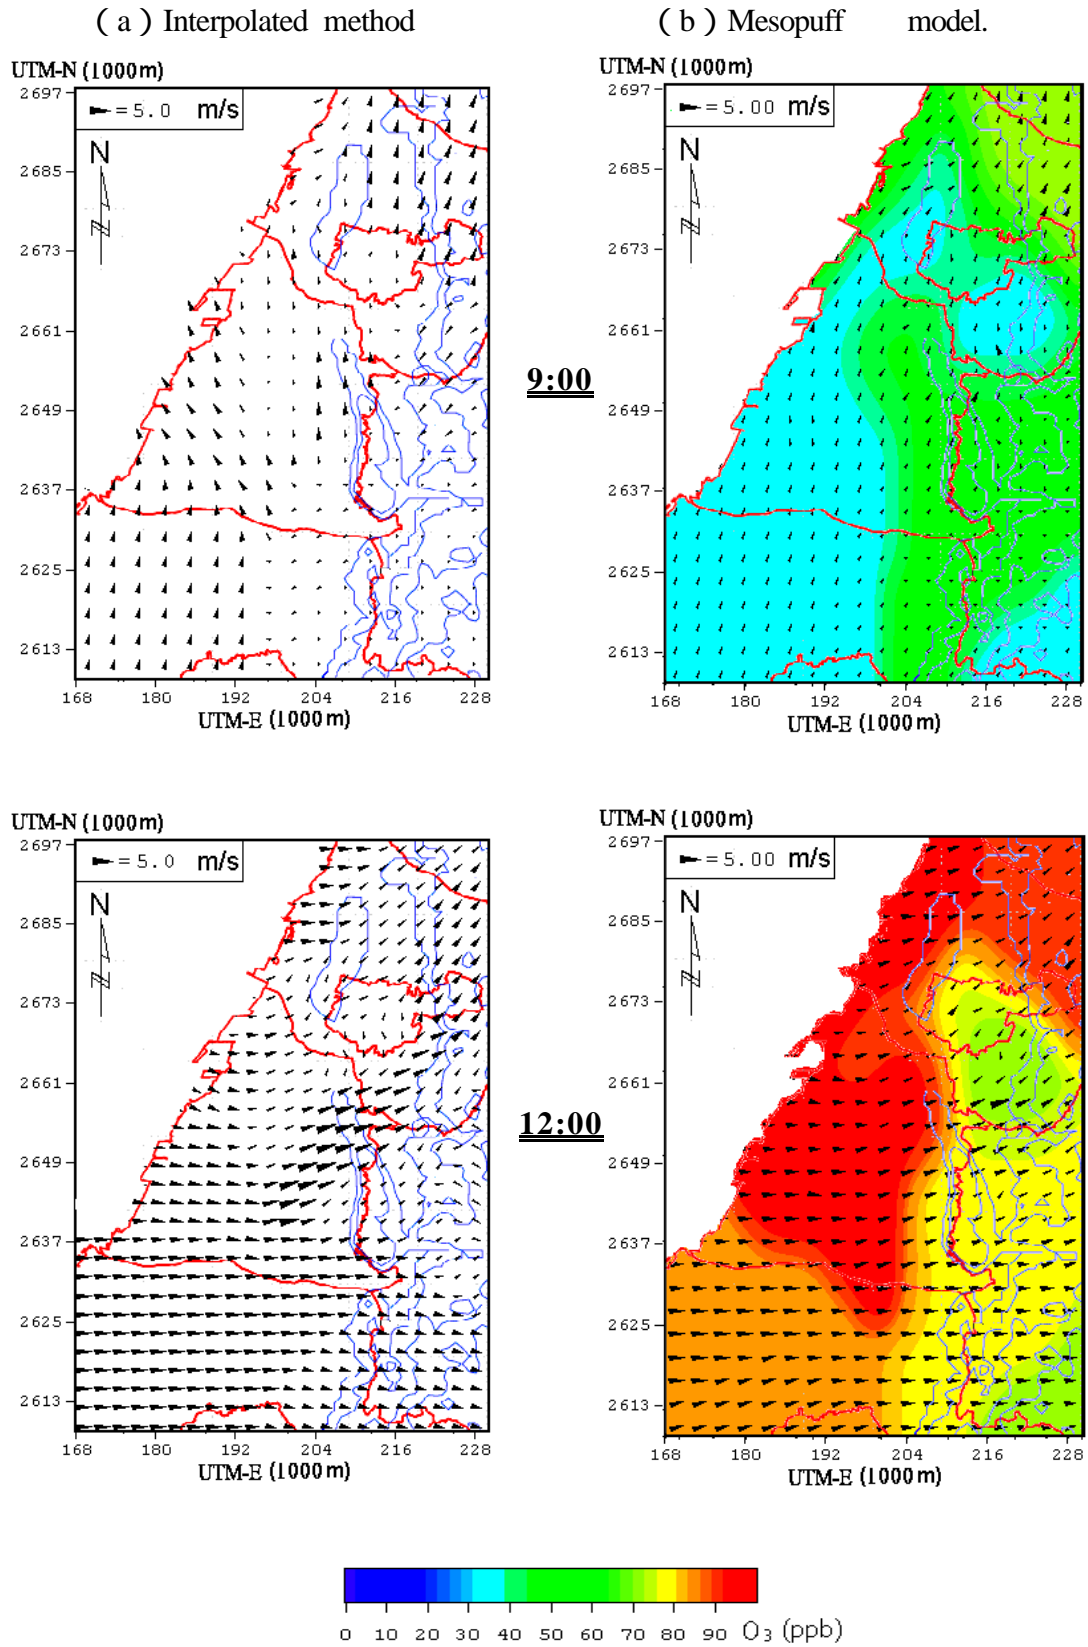 ( a ) Interpolated method
( b ) Mesopuff model.
UTM-N (1000m)
= 5.0 m/s
N
2697
2685
2673
2661
2649
2637
2625
2613
168 180 192 204 216 228
UTM-E (1000m)
9:00
UTM-N (1000m)
= 5.00 m/s
N
2697
2685
2673
2661
2649
2637
2625
2613
168 180 192 204 216 228
UTM-E (1000m)
UTM-N (1000m)
= 5.0 m/s
N
2697
2685
2673
2661
2649
2637
2625
2613
168 180 192 204 216 228
UTM-E (1000m)
12:00
UTM-N (1000m)
= 5.00 m/s
N
2697
2685
2673
2661
2649
2637
2625
2613
168 180 192 204 216 228
UTM-E (1000m)
0 10 20 30 40 50 60 70 80 90 O₃ (ppb)